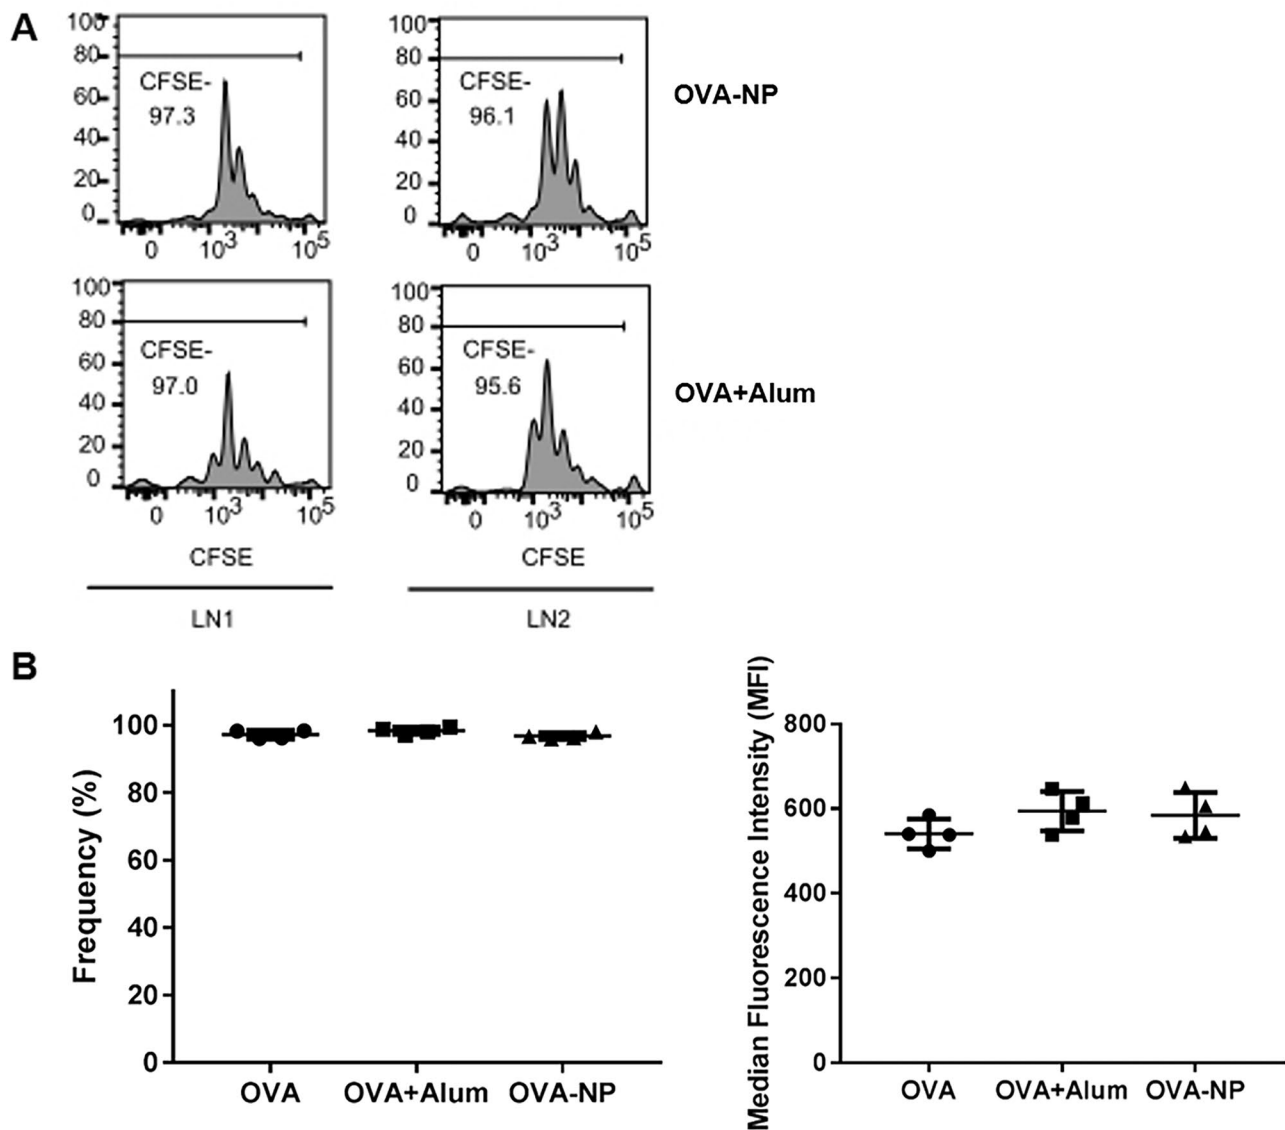 A
100
80
60
40
20
0
CFSE-
97.3
0 10^3 10^5
100
80
60
40
20
0
CFSE-
96.1
0 10^3 10^5
OVA-NP
100
80
60
40
20
0
CFSE-
97.0
0 10^3 10^5
CFSE
LN1
100
80
60
40
20
0
CFSE-
95.6
0 10^3 10^5
CFSE
LN2
OVA+Alum
B
Frequency (%)
100
80
60
40
20
0
OVA OVA+Alum OVA-NP
Median Fluorescence Intensity (MFI)
800
600
400
200
0
OVA OVA+Alum OVA-NP